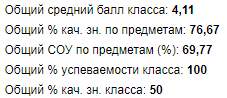 Общий средний балл класса: 4,11
Общий % кач. зн. по предметам: 76,67
Общий СОУ по предметам (%): 69,77
Общий % успеваемости класса: 100
Общий % кач. зн. класса: 50